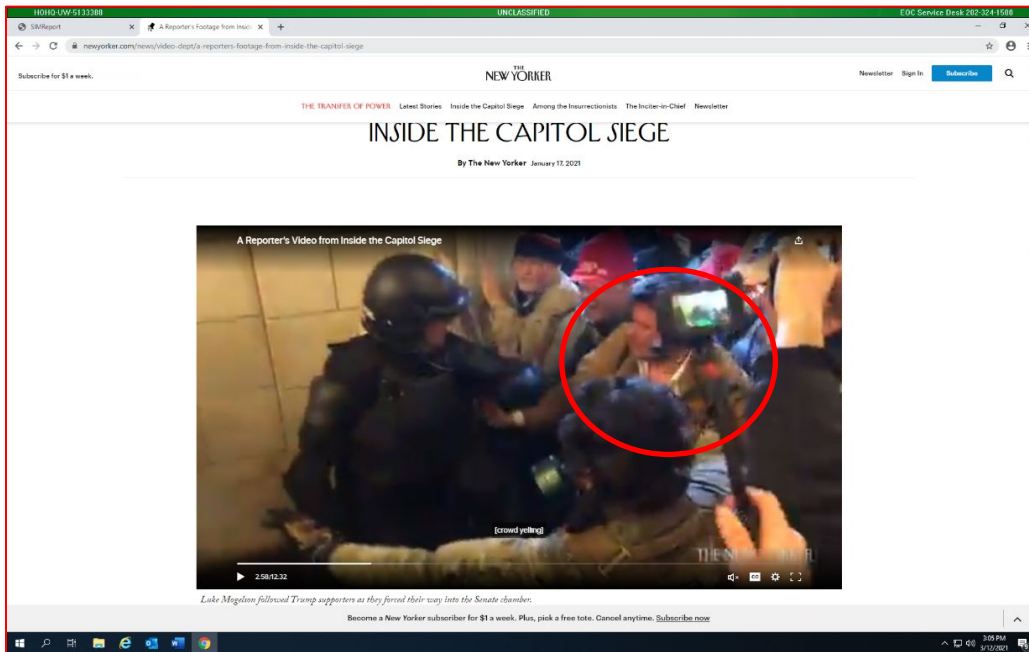 HOHQ-UW-5133388 UNCLASSIFIED EOC Service Desk 202-324-1500
SIMReport A Reporter's Footage from Insid
newyorker.com/news/video-dept/a-reporters-footage-from-inside-the-capitol-siege
Subscribe for $1 a week. THE NEW YORKER Newsletter Sign In Subscribe
THE TRANSFER OF POWER Latest Stories Inside the Capitol Siege Among the Insurrectionists The Inciter-in-Chief Newsletter
INSIDE THE CAPITOL SIEGE
By The New Yorker January 17, 2021
A Reporter's Video from Inside the Capitol Siege
[crowd yelling]
THE NE
2:58/12:32 CC
Luke Mogelson followed Trump supporters as they forced their way into the Senate chamber.
Become a New Yorker subscriber for $1 a week. Plus, pick a free tote. Cancel anytime. Subscribe now
3:05 PM
3/12/2021